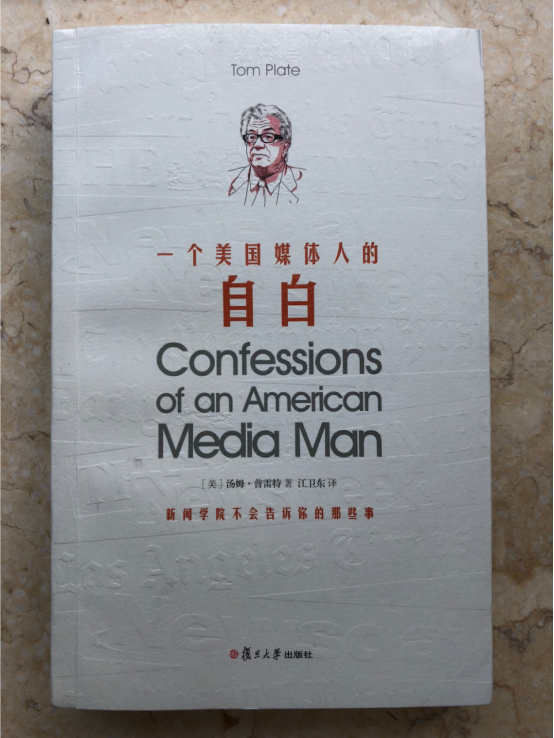 Tom Plate
一个美国媒体人的
自白
Confessions
of an American
Media Man
［美］汤姆·普雷特 著 江卫东 译
新闻学院不会告诉你的那些事
復旦大學出版社